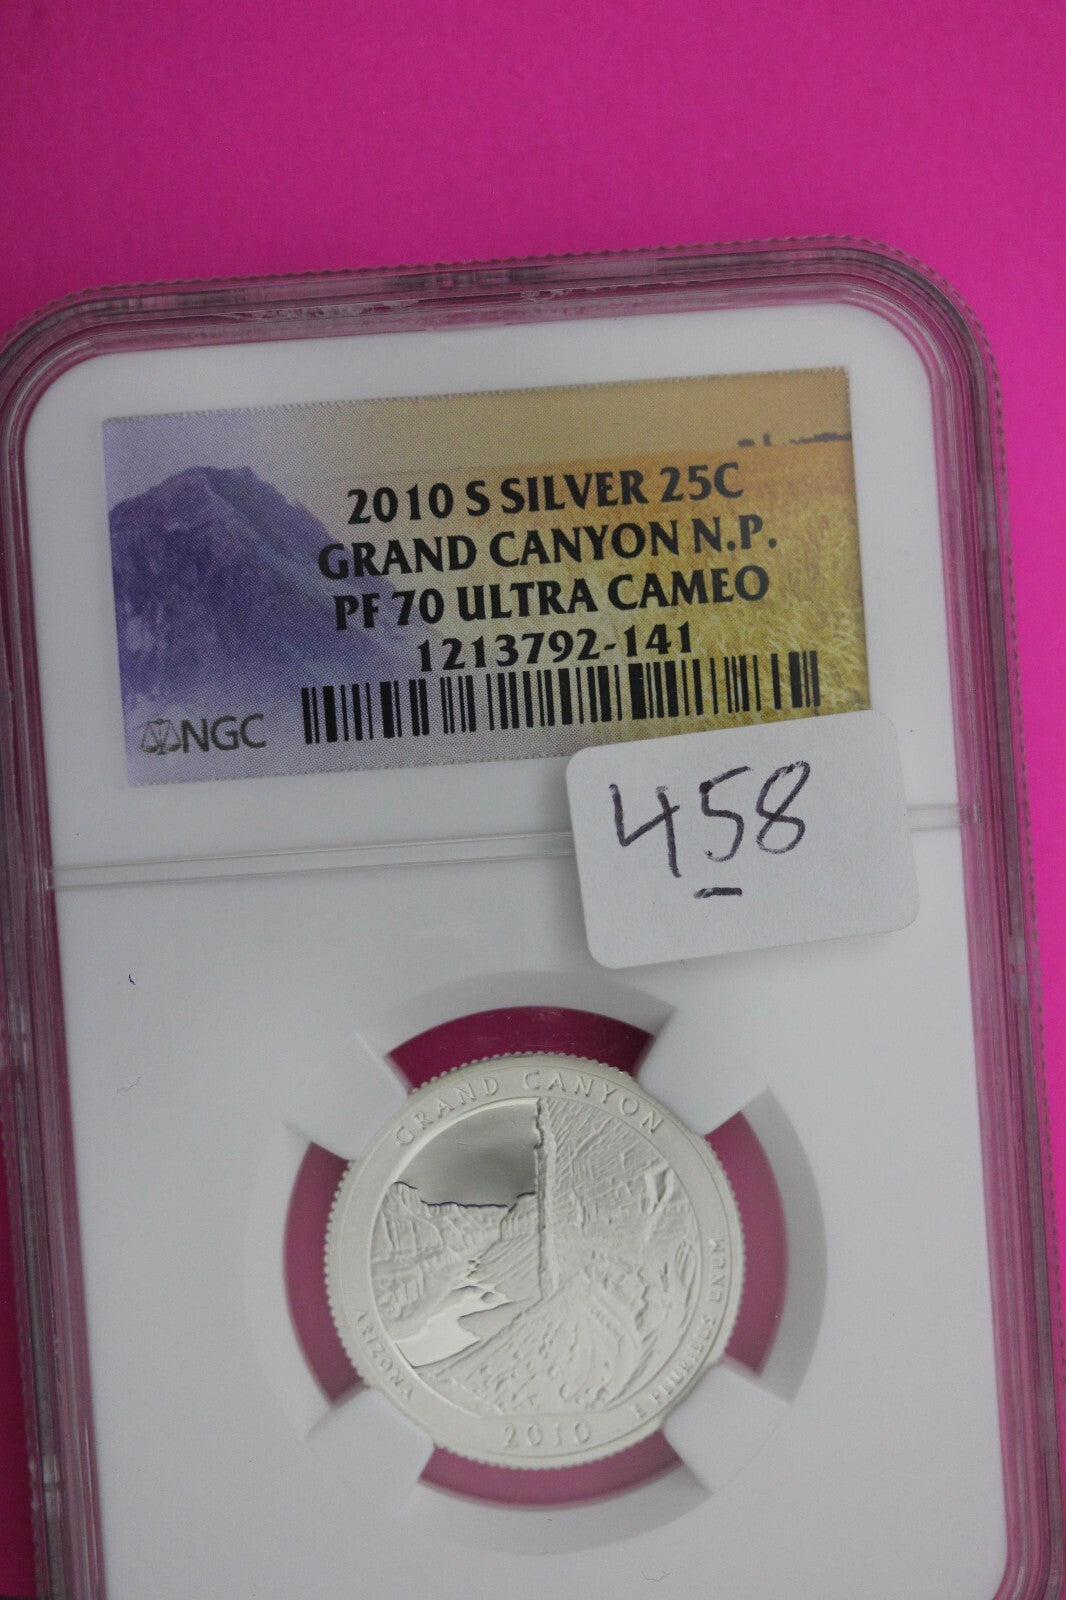 2010 S SILVER 25C
GRAND CANYON N.P.
PF 70 ULTRA CAMEO
1213792-141
NGC
458
GRAND CANYON
ARIZONA
E PLURIBUS UNUM
2010